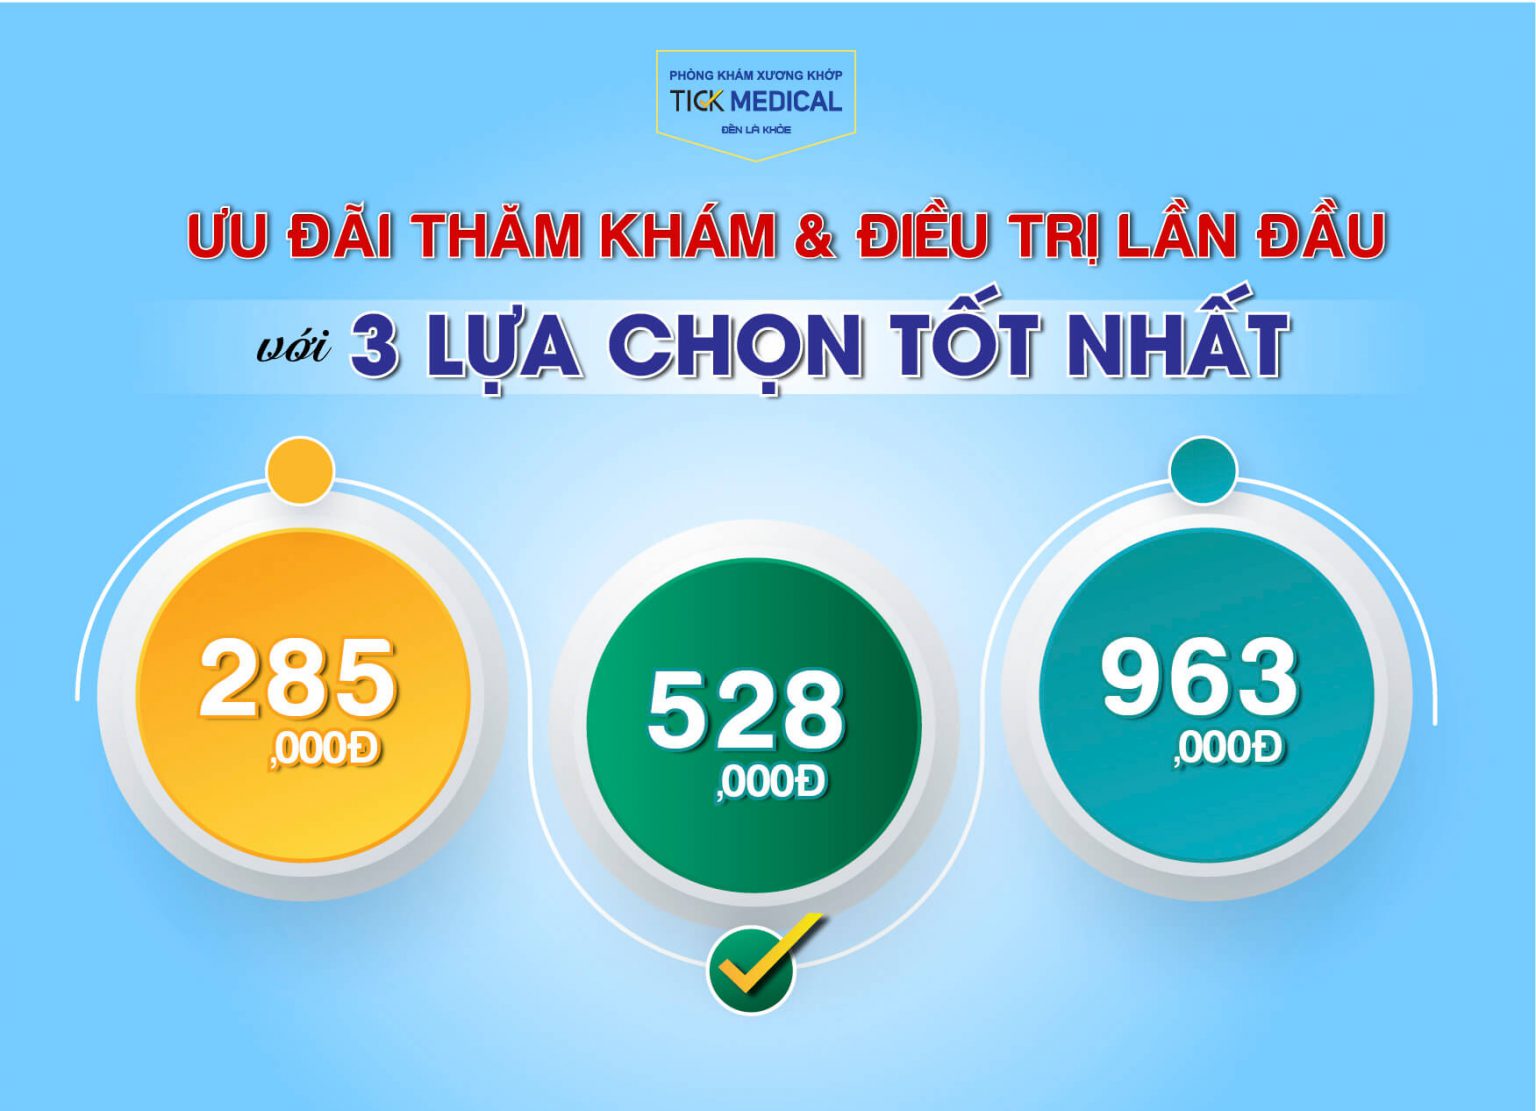 PHÒNG KHÁM XƯƠNG KHỚP
TICK MEDICAL
ĐẾN LÀ KHỎE
ƯU ĐÃI THĂM KHÁM & ĐIỀU TRỊ LẦN ĐẦU
với 3 LỰA CHỌN TỐT NHẤT
285
,000Đ
528
,000Đ
963
,000Đ